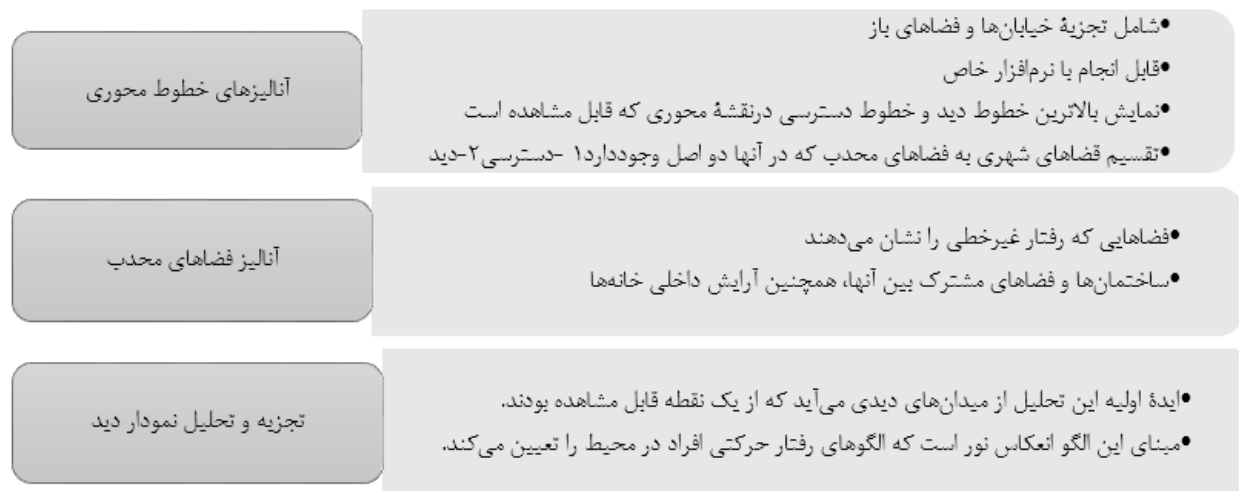 آنالیزهای خطوط محوری
•شامل تجزیهٔ خیابان‌ها و فضاهای باز
•قابل انجام با نرم‌افزار خاص
•نمایش بالاترین خطوط دید و خطوط دسترسی درنقشهٔ محوری که قابل مشاهده است
•تقسیم قضاهای شهری به فضاهای محدب که در آنها دو اصل وجوددارد۱ -دسترسی۲-دید
آنالیز فضاهای محدب
•فضاهایی که رفتار غیرخطی را نشان می‌دهند
•ساختمان‌ها و فضاهای مشترک بین آنها، همچنین آرایش داخلی خانه‌ها
تجزیه و تحلیل نمودار دید
•ایدهٔ اولیه این تحلیل از میدان‌های دیدی می‌آید که از یک نقطه قابل مشاهده بودند.
•مبنای این الگو انعکاس نور است که الگوهای رفتار حرکتی افراد در محیط را تعیین می‌کند.